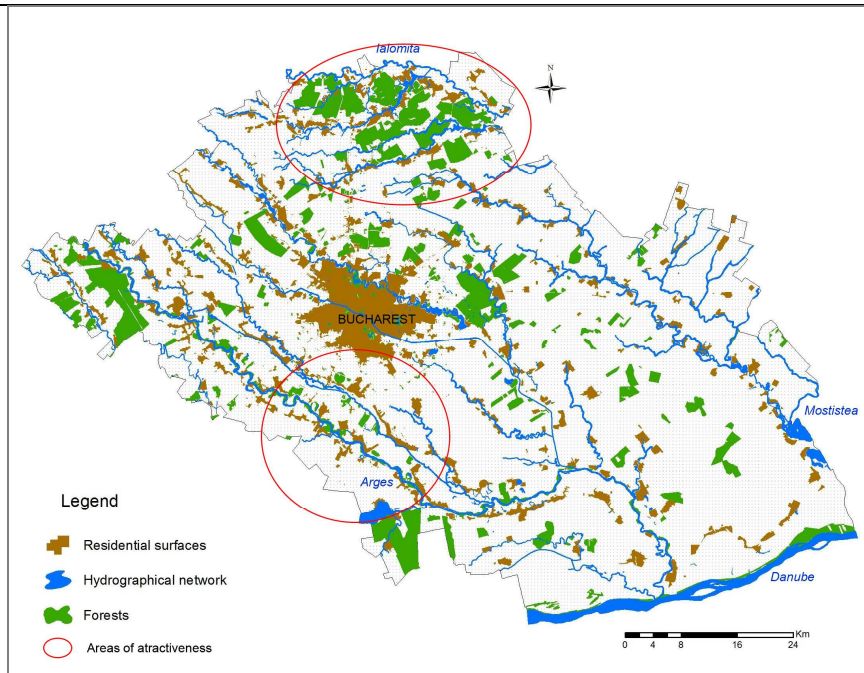 Ialomita
N
BUCHAREST
Mostistea
Arges
Danube
Legend
Residential surfaces
Hydrographical network
Forests
Areas of atractiveness
Km
0 4 8 16 24